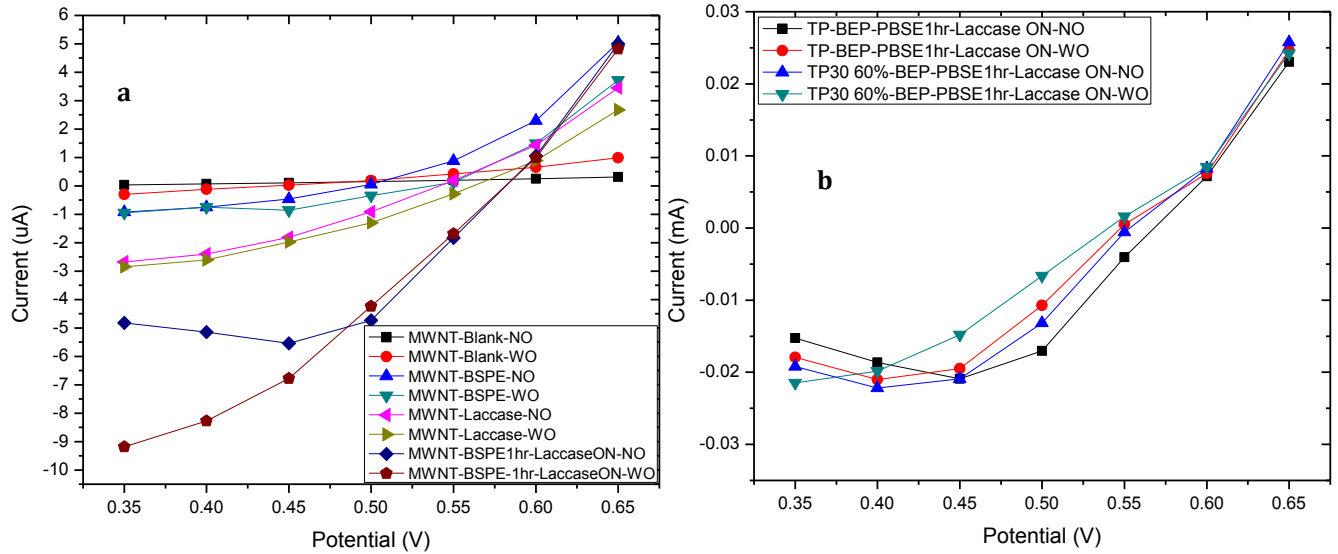 a
5
4
3
2
1
0
-1
-2
-3
-4
-5
-6
-7
-8
-9
-10
Current (uA)
MWNT-Blank-NO
MWNT-Blank-WO
MWNT-BSPE-NO
MWNT-BSPE-WO
MWNT-Laccase-NO
MWNT-Laccase-WO
MWNT-BSPE1hr-LaccaseON-NO
MWNT-BSPE-1hr-LaccaseON-WO
0.35 0.40 0.45 0.50 0.55 0.60 0.65
Potential (V)
b
0.03
0.02
0.01
0.00
-0.01
-0.02
-0.03
Current (mA)
TP-BEP-PBSE1hr-Laccase ON-NO
TP-BEP-PBSE1hr-Laccase ON-WO
TP30 60%-BEP-PBSE1hr-Laccase ON-NO
TP30 60%-BEP-PBSE1hr-Laccase ON-WO
0.35 0.40 0.45 0.50 0.55 0.60 0.65
Potential (V)